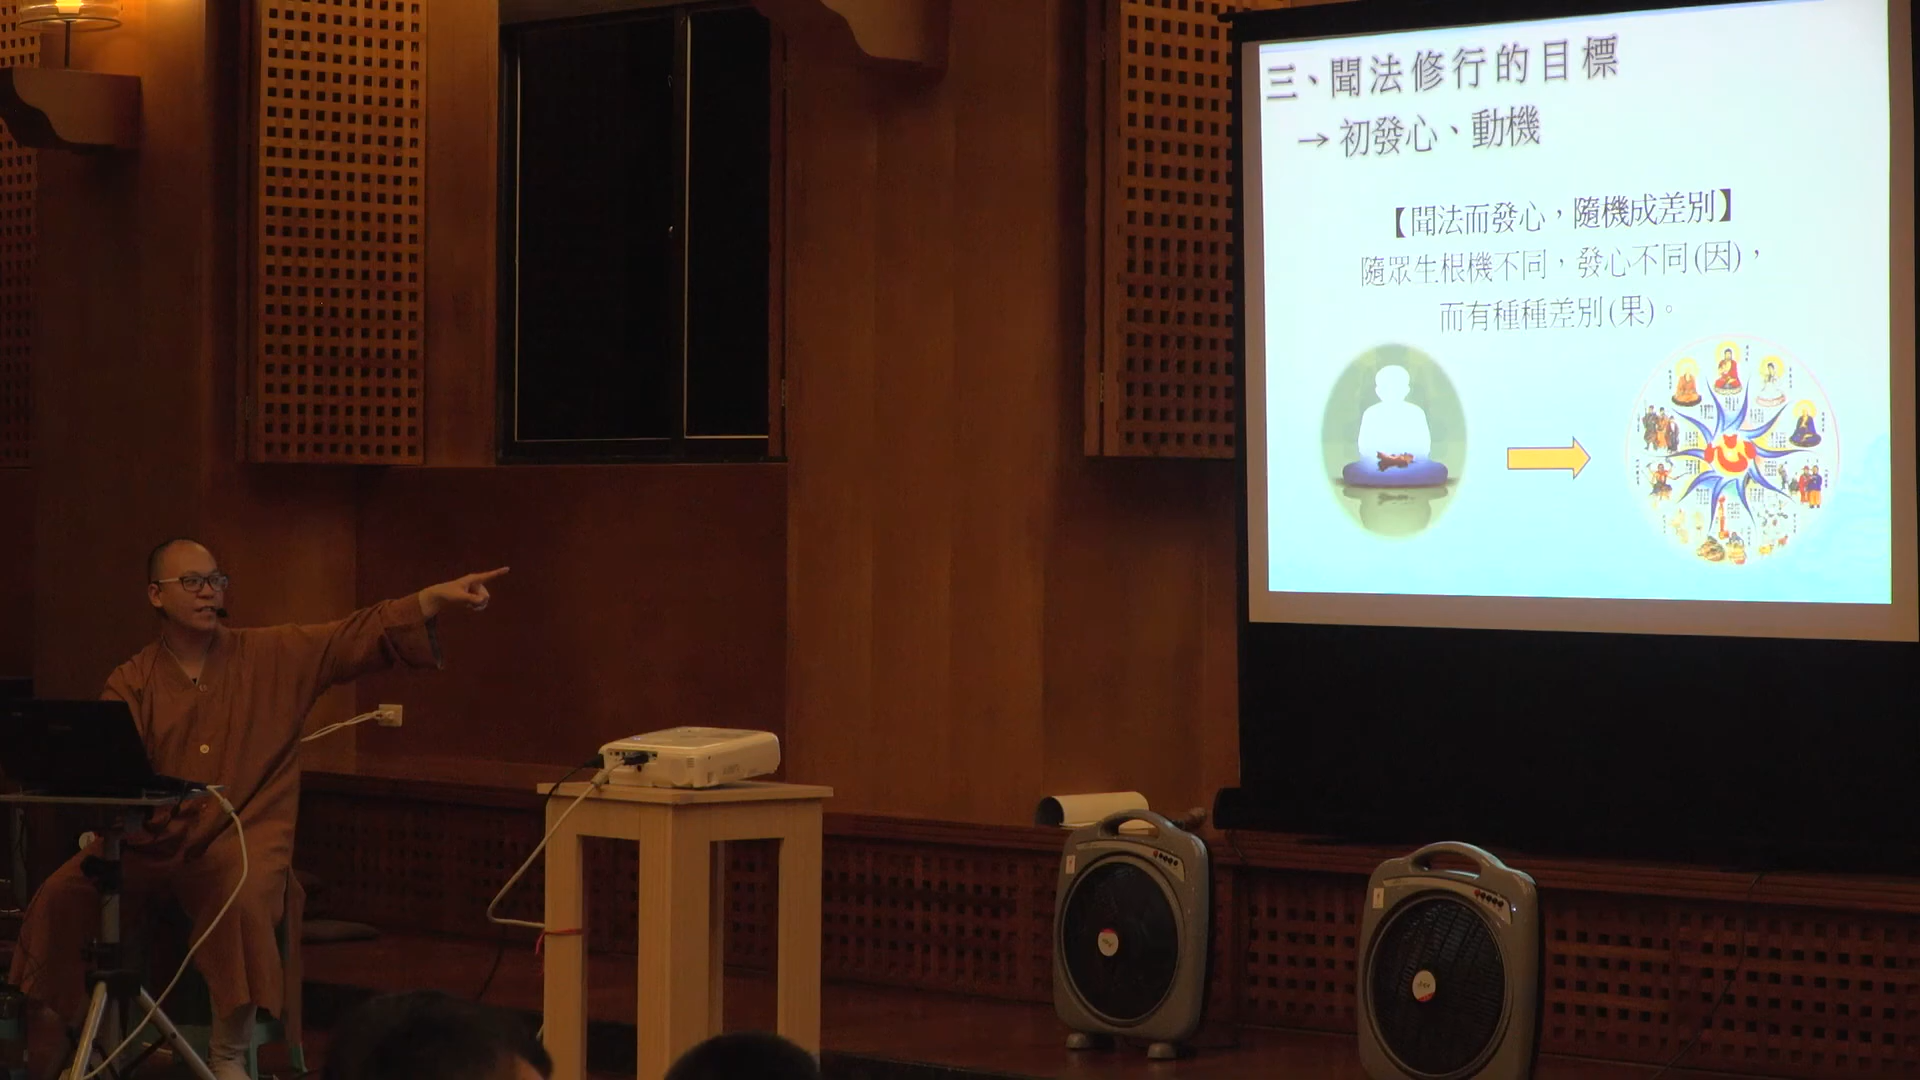 三、聞法修行的目標
→初發心、動機
【聞法而發心，隨機成差別】
隨眾生根機不同，發心不同(因)，
而有種種差別(果)。